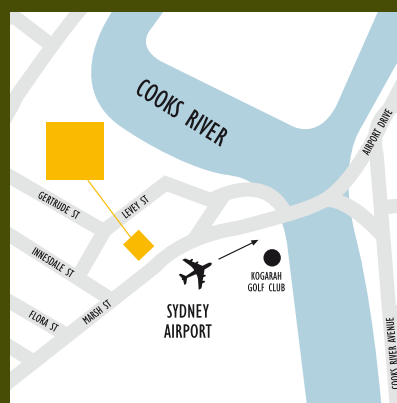 COOKS RIVER
AIRPORT DRIVE
GERTRUDE ST
LEVEY ST
INNESDALE ST
KOGARAH
GOLF CLUB
MARSH ST
FLORA ST
SYDNEY
AIRPORT
COOKS RIVER AVENUE